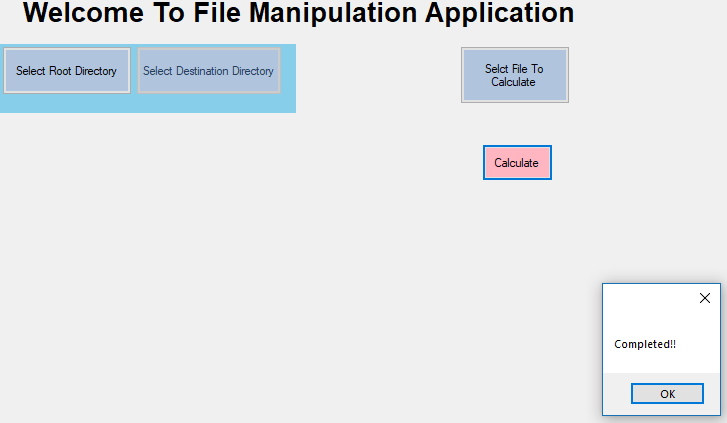 Welcome To File Manipulation Application
Select Root Directory
Select Destination Directory
Selct File To
Calculate
Calculate
Completed!!
OK